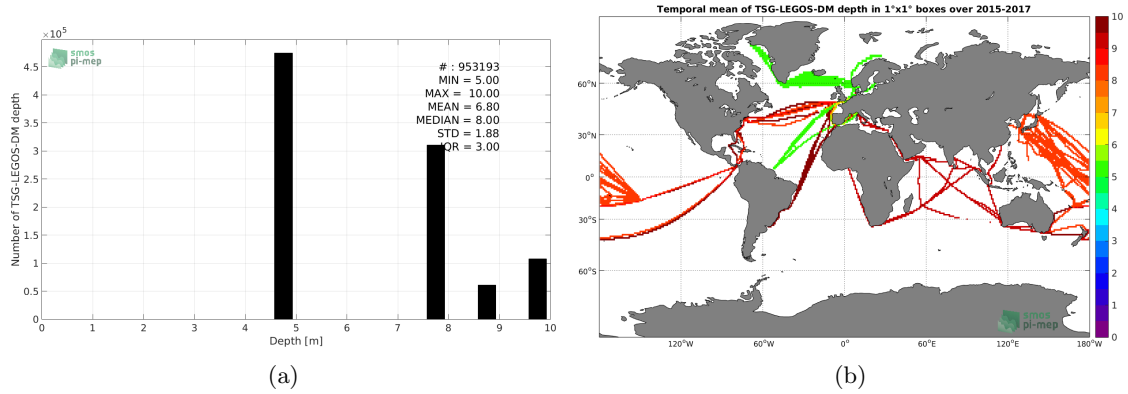 ×10⁵
smos
pi-mep
4.5
4
3.5
3
2.5
2
1.5
1
0.5
0
Number of TSG-LEGOS-DM depth
# : 953193
MIN = 5.00
MAX = 10.00
MEAN = 6.80
MEDIAN = 8.00
STD = 1.88
IQR = 3.00
0 1 2 3 4 5 6 7 8 9 10
Depth [m]
(a)
Temporal mean of TSG-LEGOS-DM depth in 1°x1° boxes over 2015-2017
60°N
30°N
0°
30°S
60°S
120°W 60°W 0° 60°E 120°E 180°W
smos
pi-mep
10
9
8
7
6
5
4
3
2
1
0
(b)